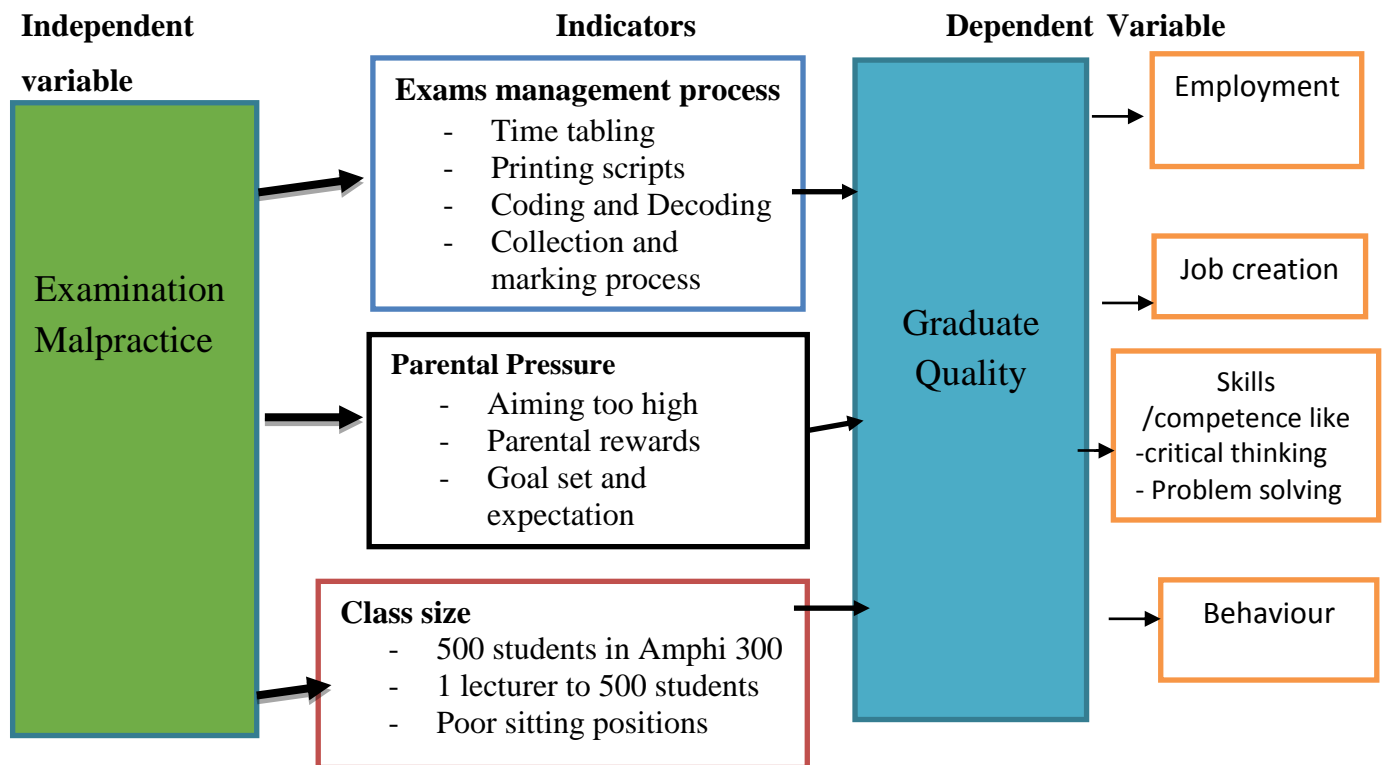 Independent
variable
Indicators
Dependent Variable
Examination
Malpractice
Exams management process
- Time tabling
- Printing scripts
- Coding and Decoding
- Collection and
marking process
Parental Pressure
- Aiming too high
- Parental rewards
- Goal set and
expectation
Class size
- 500 students in Amphi 300
- 1 lecturer to 500 students
- Poor sitting positions
Graduate
Quality
Employment
Job creation
Skills
/competence like
-critical thinking
- Problem solving
Behaviour